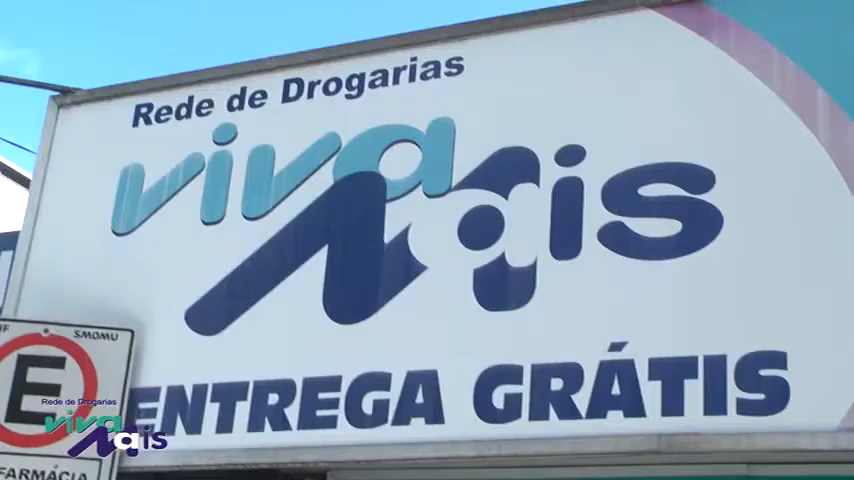 Rede de Drogarias
viva
mais
ENTREGA GRÁTIS
SMOMU
E
FARMÁCIA
Rede de Drogarias
viva
mais